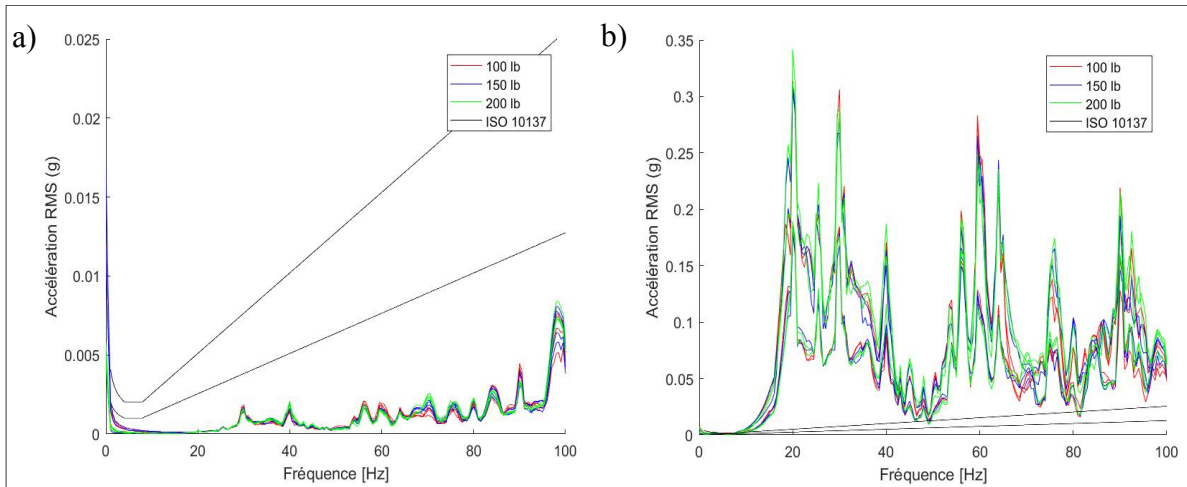 a)
0.025
0.02
0.015
0.01
0.005
0
Accélération RMS (g)
0
20
40
60
80
100
Fréquence [Hz]
100 lb
150 lb
200 lb
ISO 10137
b)
0.35
0.3
0.25
0.2
0.15
0.1
0.05
0
Accélération RMS (g)
0
20
40
60
80
100
Fréquence [Hz]
100 lb
150 lb
200 lb
ISO 10137